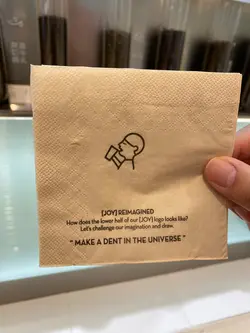 [JOY] REIMAGINED
How does the lower half of our [JOY] logo looks like?
Let's challenge our imagination and draw.
" MAKE A DENT IN THE UNIVERSE "